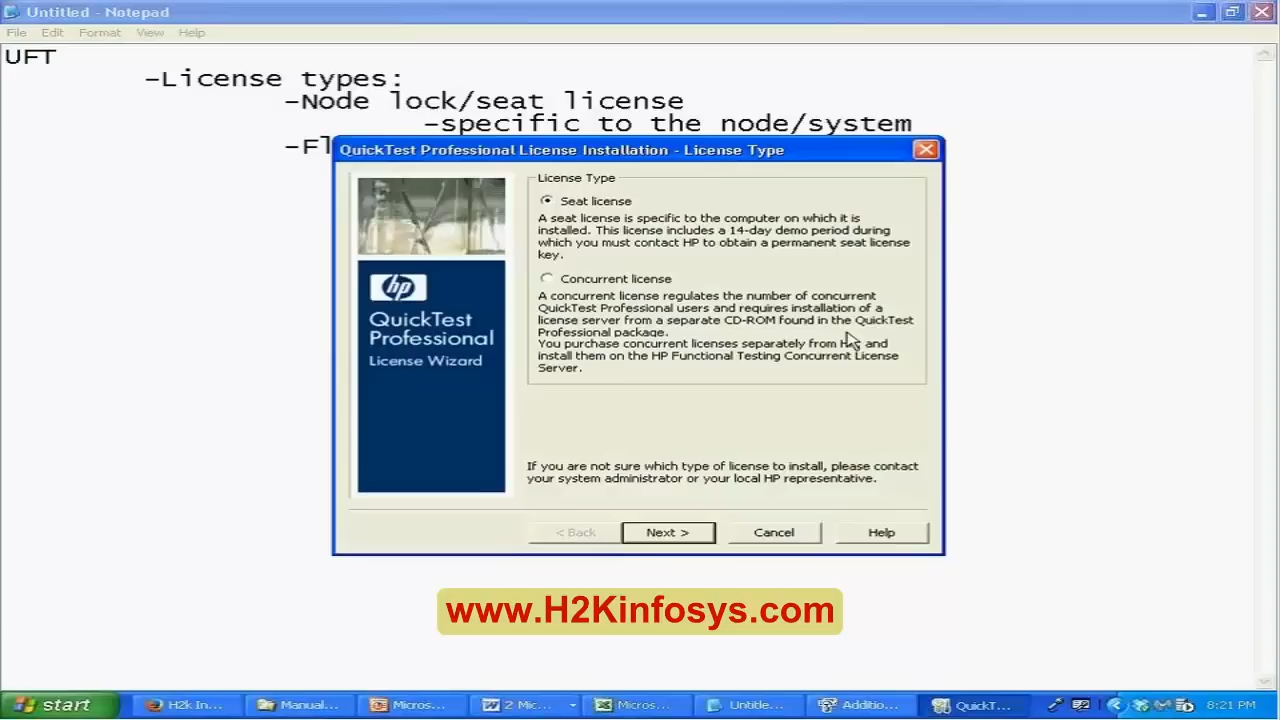 Untitled - Notepad
File Edit Format View Help
UFT
-License types:
-Node lock/seat license
-specific to the node/system
-Fl
QuickTest Professional License Installation - License Type
License Type
Seat license
A seat license is specific to the computer on which it is
installed. This license includes a 14-day demo period during
which you must contact HP to obtain a permanent seat license
key.
Concurrent license
A concurrent license regulates the number of concurrent
QuickTest Professional users and requires installation of a
license server from a separate CD-ROM found in the QuickTest
Professional package.
You purchase concurrent licenses separately from and
install them on the HP Functional Testing Concurrent License
Server.
hp
QuickTest
Professional
License Wizard
If you are not sure which type of license to install, please contact
your system administrator or your local HP representative.
< Back Next > Cancel Help
www.H2Kinfosys.com
start H2k In... Manual... Micros... 2 Mic... Micros... Untitle... Additio... QuickT... 8:21 PM